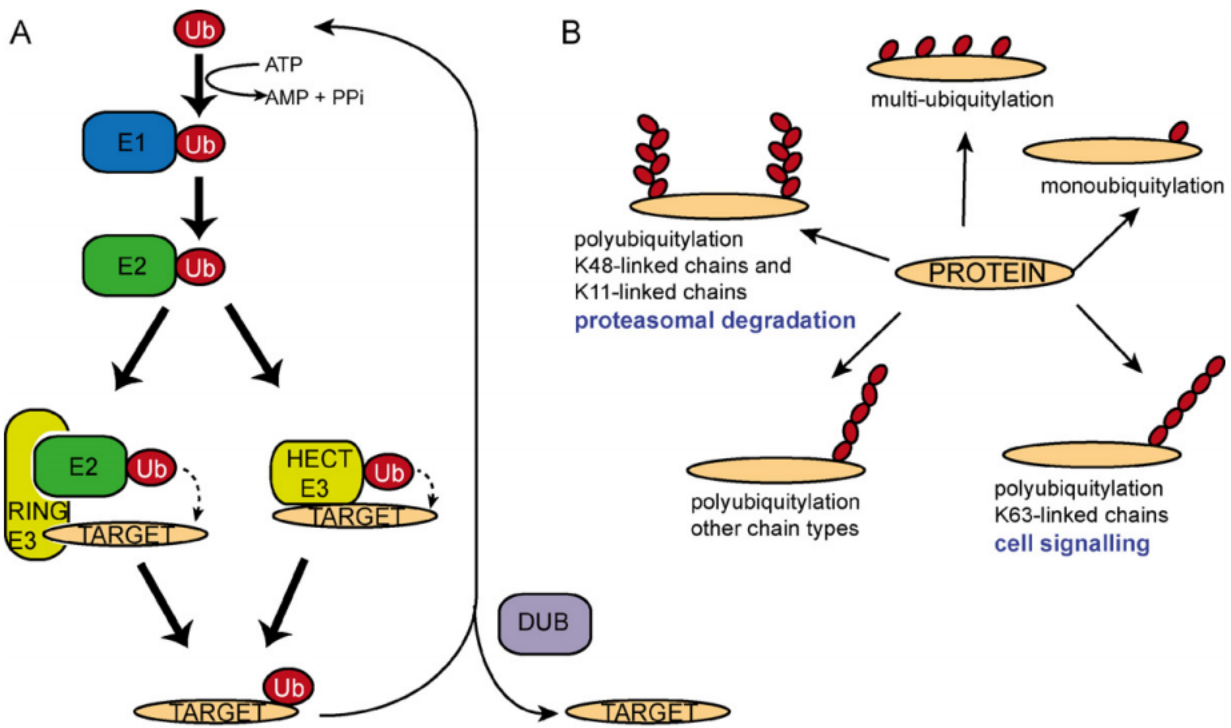 A
Ub
ATP
AMP + PPi
E1
Ub
E2
Ub
E2
Ub
RING
E3
TARGET
HECT
E3
Ub
TARGET
Ub
TARGET
DUB
TARGET
B
multi-ubiquitylation
monoubiquitylation
polyubiquitylation
K48-linked chains and
K11-linked chains
proteasomal degradation
PROTEIN
polyubiquitylation
other chain types
polyubiquitylation
K63-linked chains
cell signalling